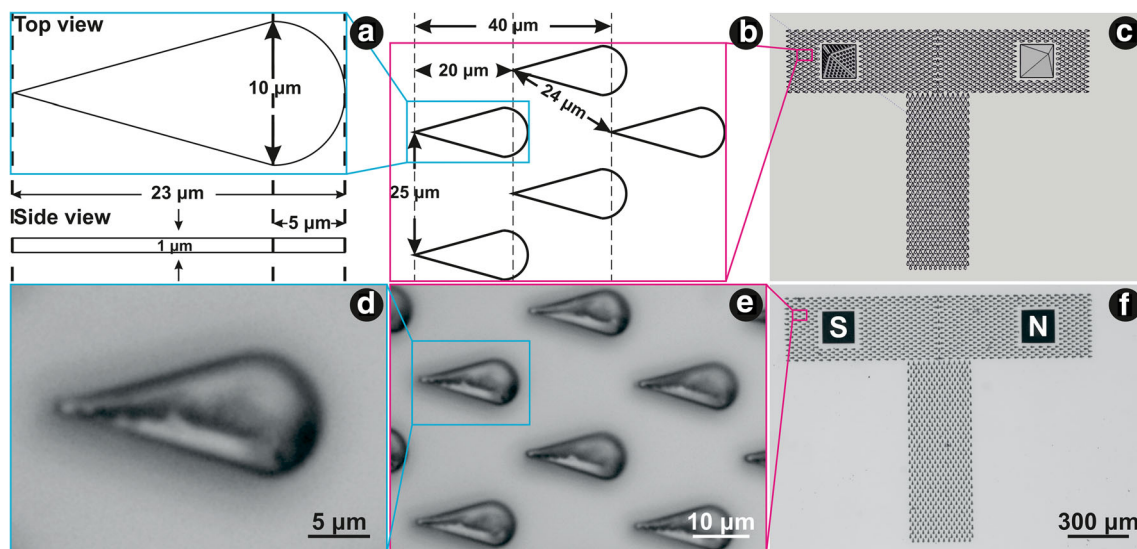 Top view
a
10 µm
23 µm
Side view
5 µm
1 µm
40 µm
b
20 µm
24 µm
25 µm
c
d
5 µm
e
10 µm
f
S
N
300 µm